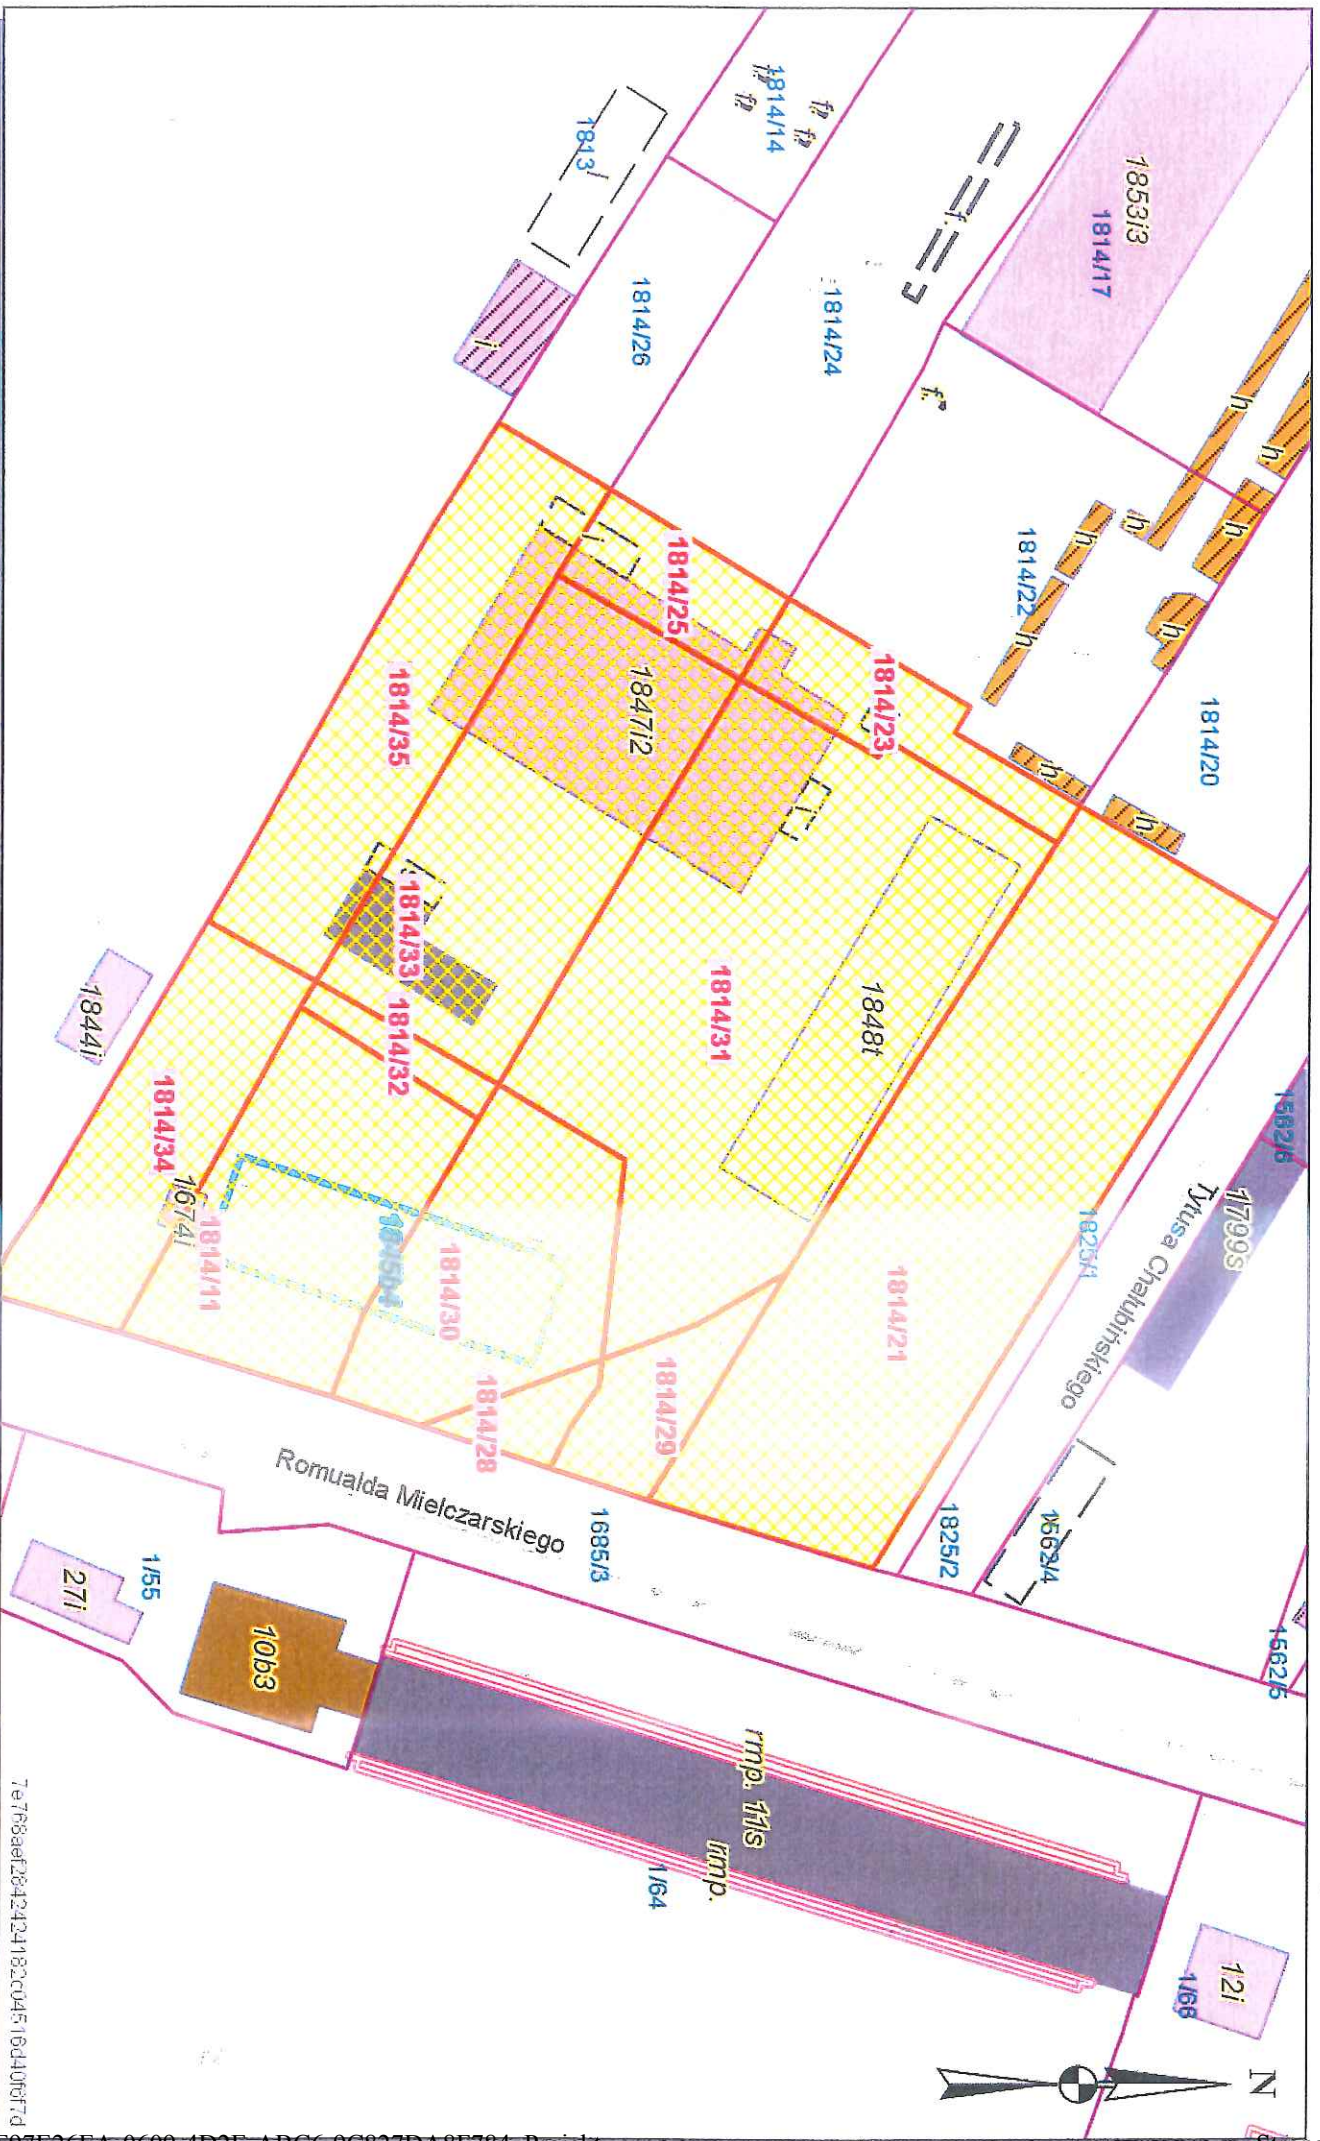 1853i3
1814/17
h
h.
h
h
h
h
h
h
h.
1814/14
f.
1814/24
1814/22
1814/20
1813
i
i
1814/26
i
1814/25
1814/23
1814/35
1847i2
i
1848t
1814/31
1814/33
1814/32
1844i
1814/34
1674i
1814/11
1814/30
1814/28
1814/29
1814/21
1825/1
Tytusa Chałubińskiego
1799s
1562/6
1562/4
1825/2
1562/5
Romualda Mielczarskiego
1685/3
1/55
27i
10b3
rmp. 11s
rmp.
1/64
12i
1/66
N